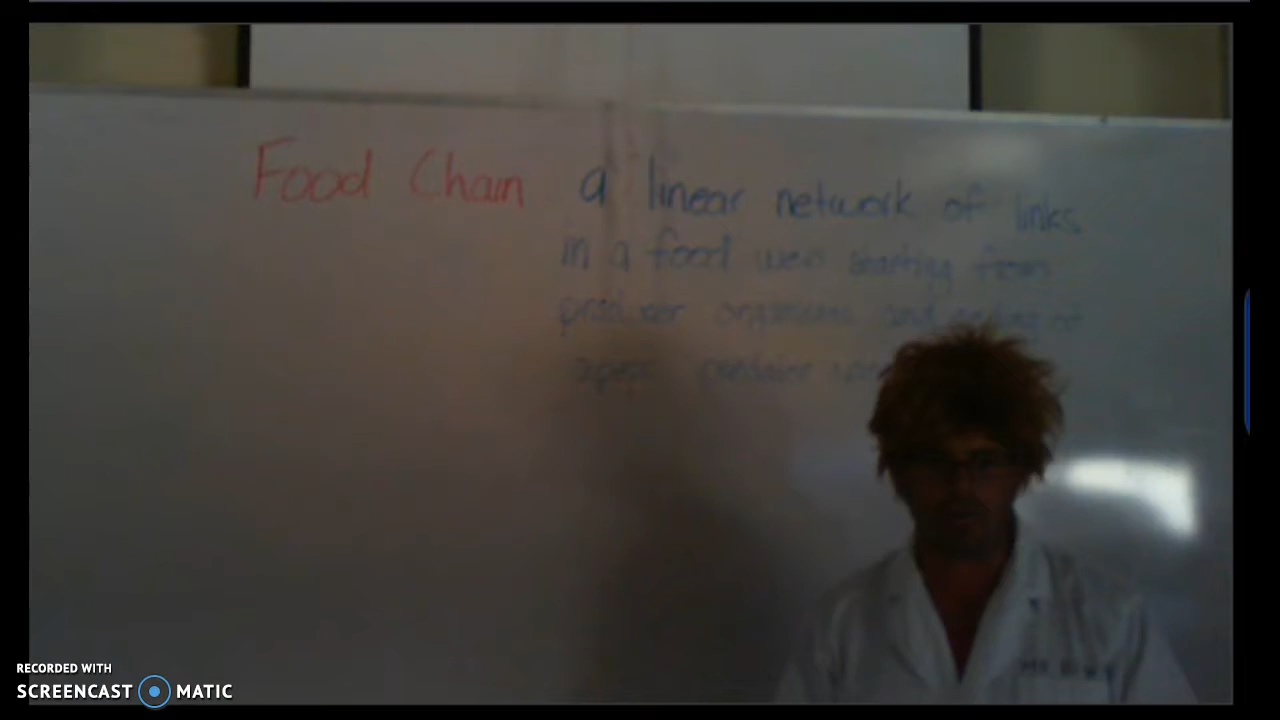 Food Chain a linear network of links
in a food web starting from
producer organisms and ending at
apex predator
RECORDED WITH
SCREENCAST MATIC